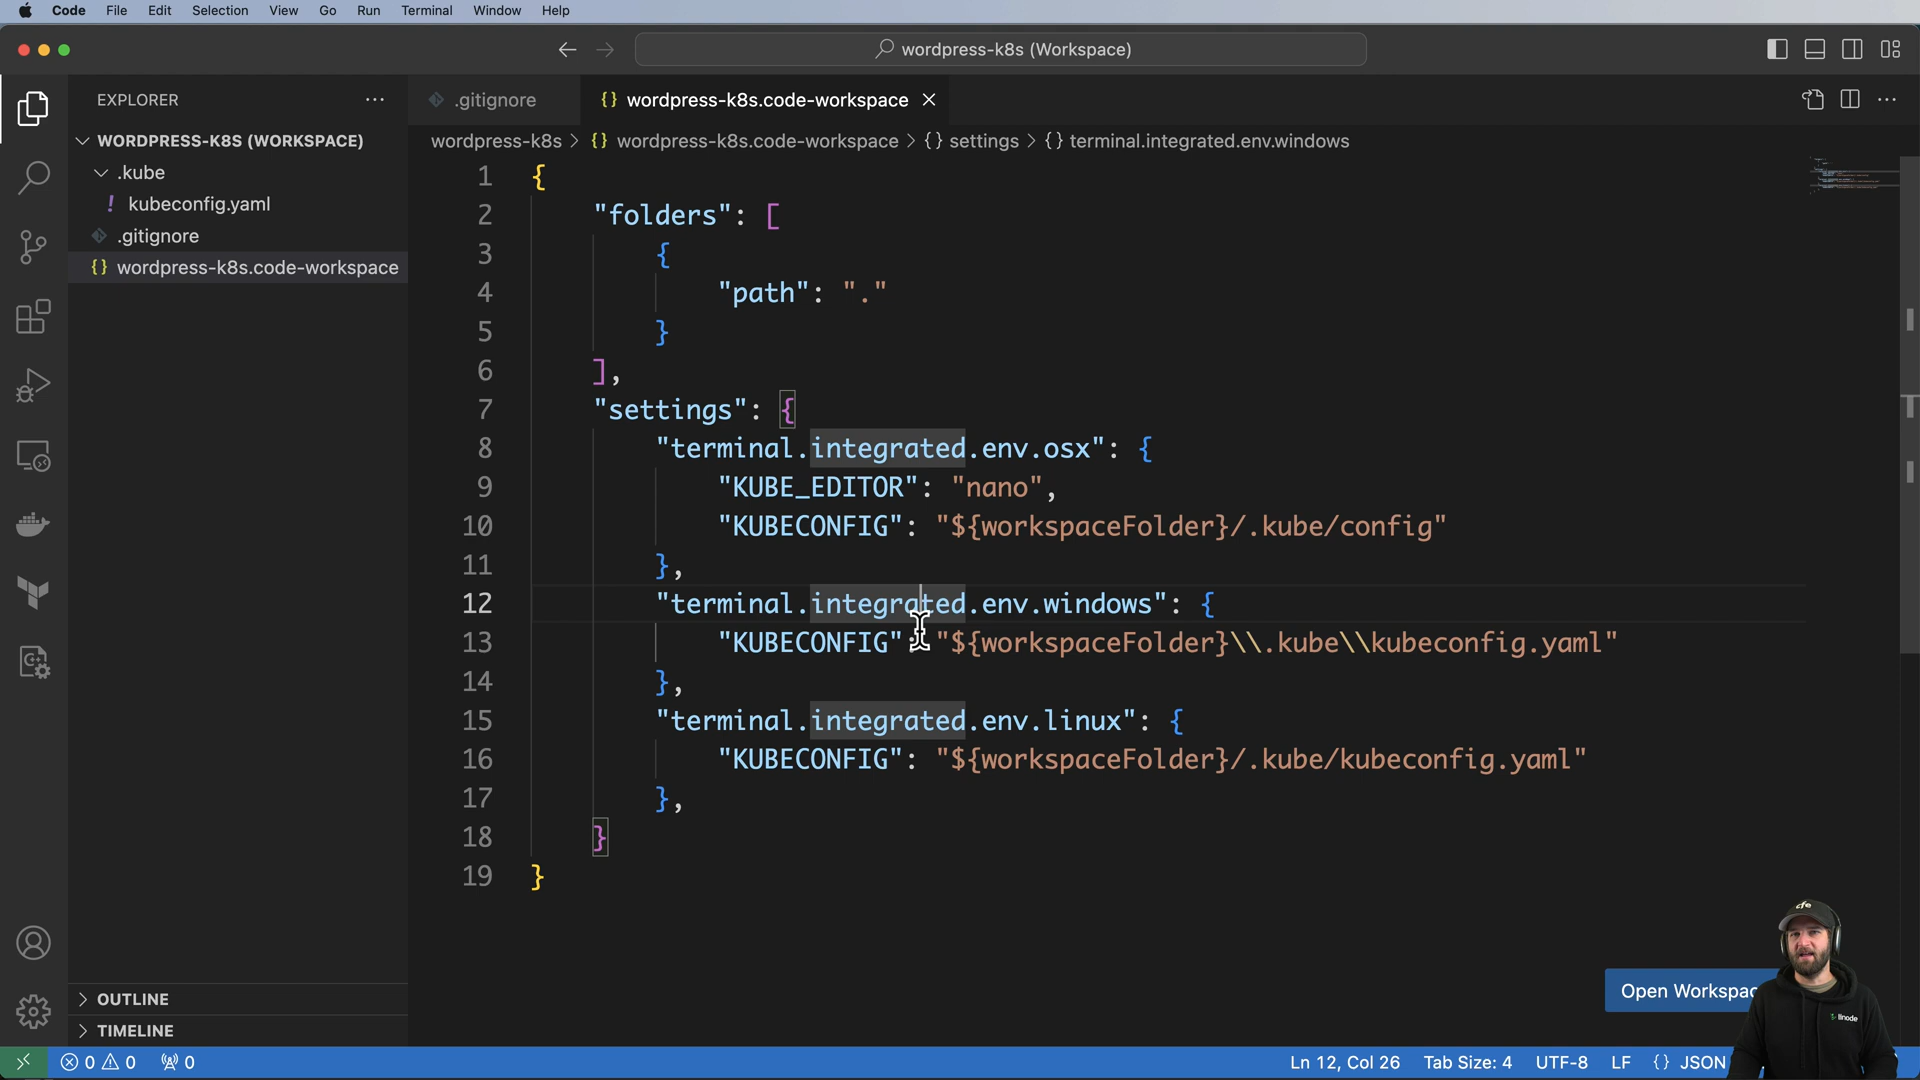 Code File Edit Selection View Go Run Terminal Window Help
wordpress-k8s (Workspace)
EXPLORER
.gitignore
{} wordpress-k8s.code-workspace
WORDPRESS-K8S (WORKSPACE)
.kube
! kubeconfig.yaml
.gitignore
{} wordpress-k8s.code-workspace
OUTLINE
TIMELINE
wordpress-k8s > {} wordpress-k8s.code-workspace > {} settings > {} terminal.integrated.env.windows
1 {
2 "folders": [
3 {
4 "path": "."
5 }
6 ],
7 "settings": {
8 "terminal.integrated.env.osx": {
9 "KUBE_EDITOR": "nano",
10 "KUBECONFIG": "${workspaceFolder}/.kube/config"
11 },
12 "terminal.integrated.env.windows": {
13 "KUBECONFIG": "${workspaceFolder}\\.kube\\kubeconfig.yaml"
14 },
15 "terminal.integrated.env.linux": {
16 "KUBECONFIG": "${workspaceFolder}/.kube/kubeconfig.yaml"
17 },
18 }
19 }
Open Workspac
cfe
linode
0 0 0
Ln 12, Col 26 Tab Size: 4 UTF-8 LF {} JSON